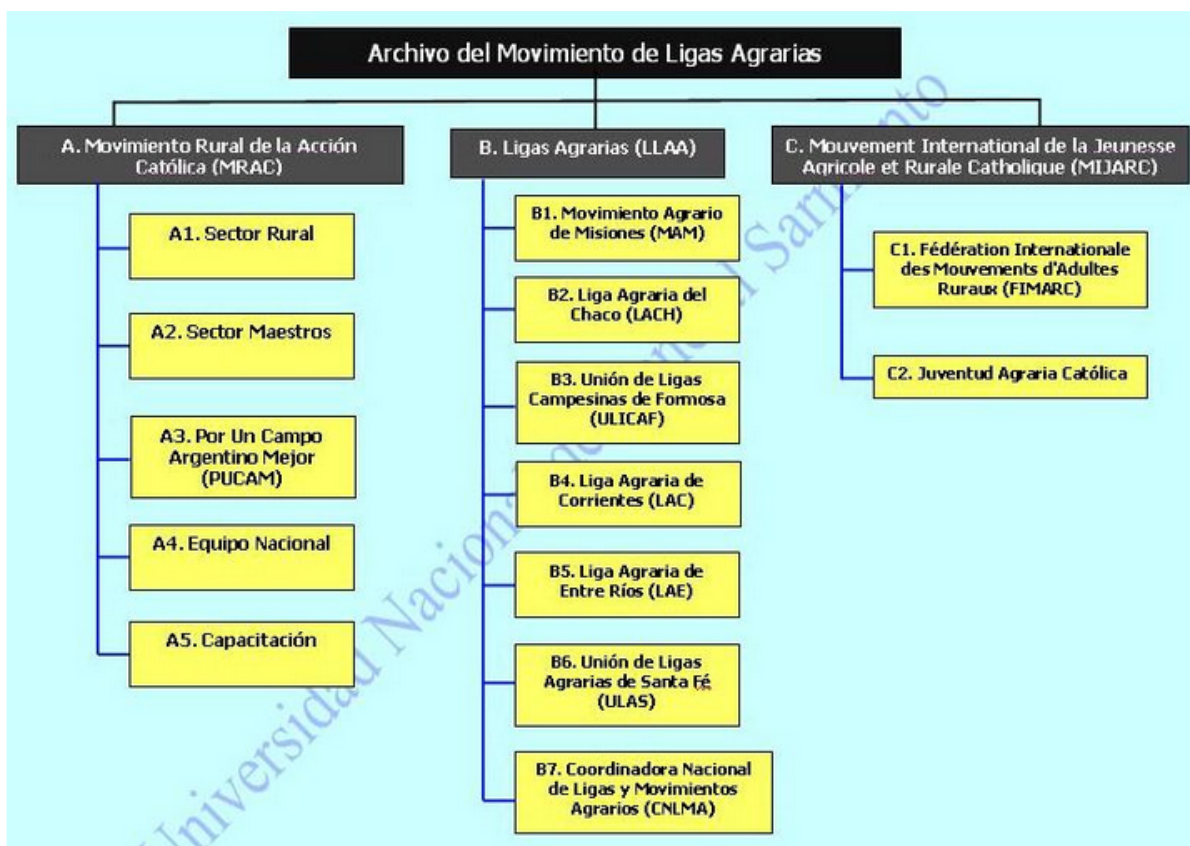 Archivo del Movimiento de Ligas Agrarias
A. Movimiento Rural de la Acción
Católica (MRAC)
A1. Sector Rural
A2. Sector Maestros
A3. Por Un Campo
Argentino Mejor
(PUCAM)
A4. Equipo Nacional
A5. Capacitación
B. Ligas Agrarias (LLAA)
B1. Movimiento Agrario
de Misiones (MAM)
B2. Liga Agraria del
Chaco (LACH)
B3. Unión de Ligas
Campesinas de Formosa
(ULICAF)
B4. Liga Agraria de
Corrientes (LAC)
B5. Liga Agraria de
Entre Ríos (LAE)
B6. Unión de Ligas
Agrarias de Santa Fé
(ULAS)
B7. Coordinadora Nacional
de Ligas y Movimientos
Agrarios (CNLMA)
C. Mouvement International de la Jeunesse
Agricole et Rurale Catholique (MIJARC)
C1. Fédération Internationale
des Mouvements d'Adultes
Ruraux (FIMARC)
C2. Juventud Agraria Católica
Universidad Nacional Sarmiento